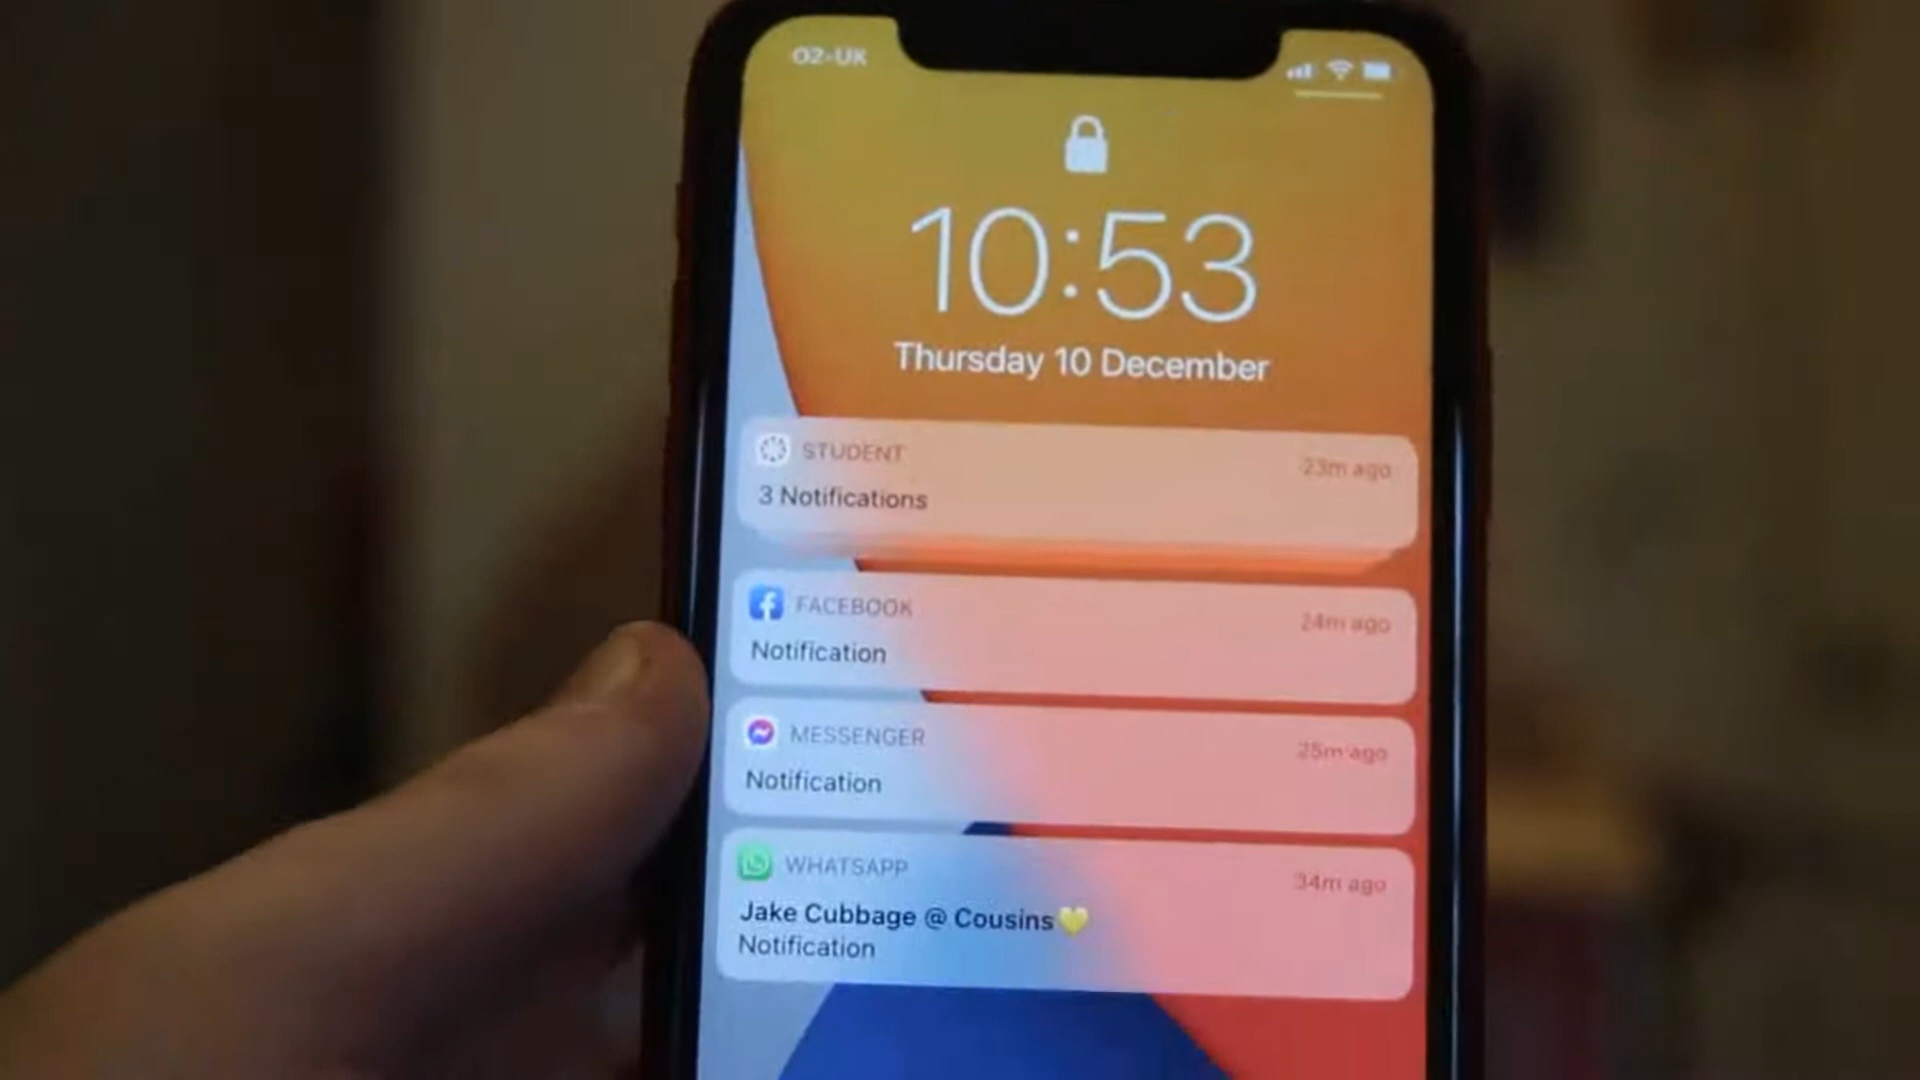 O2-UK
10:53
Thursday 10 December
STUDENT
23m ago
3 Notifications
FACEBOOK
24m ago
Notification
MESSENGER
25m ago
Notification
WHATSAPP
34m ago
Jake Cubbage @ Cousins💛
Notification